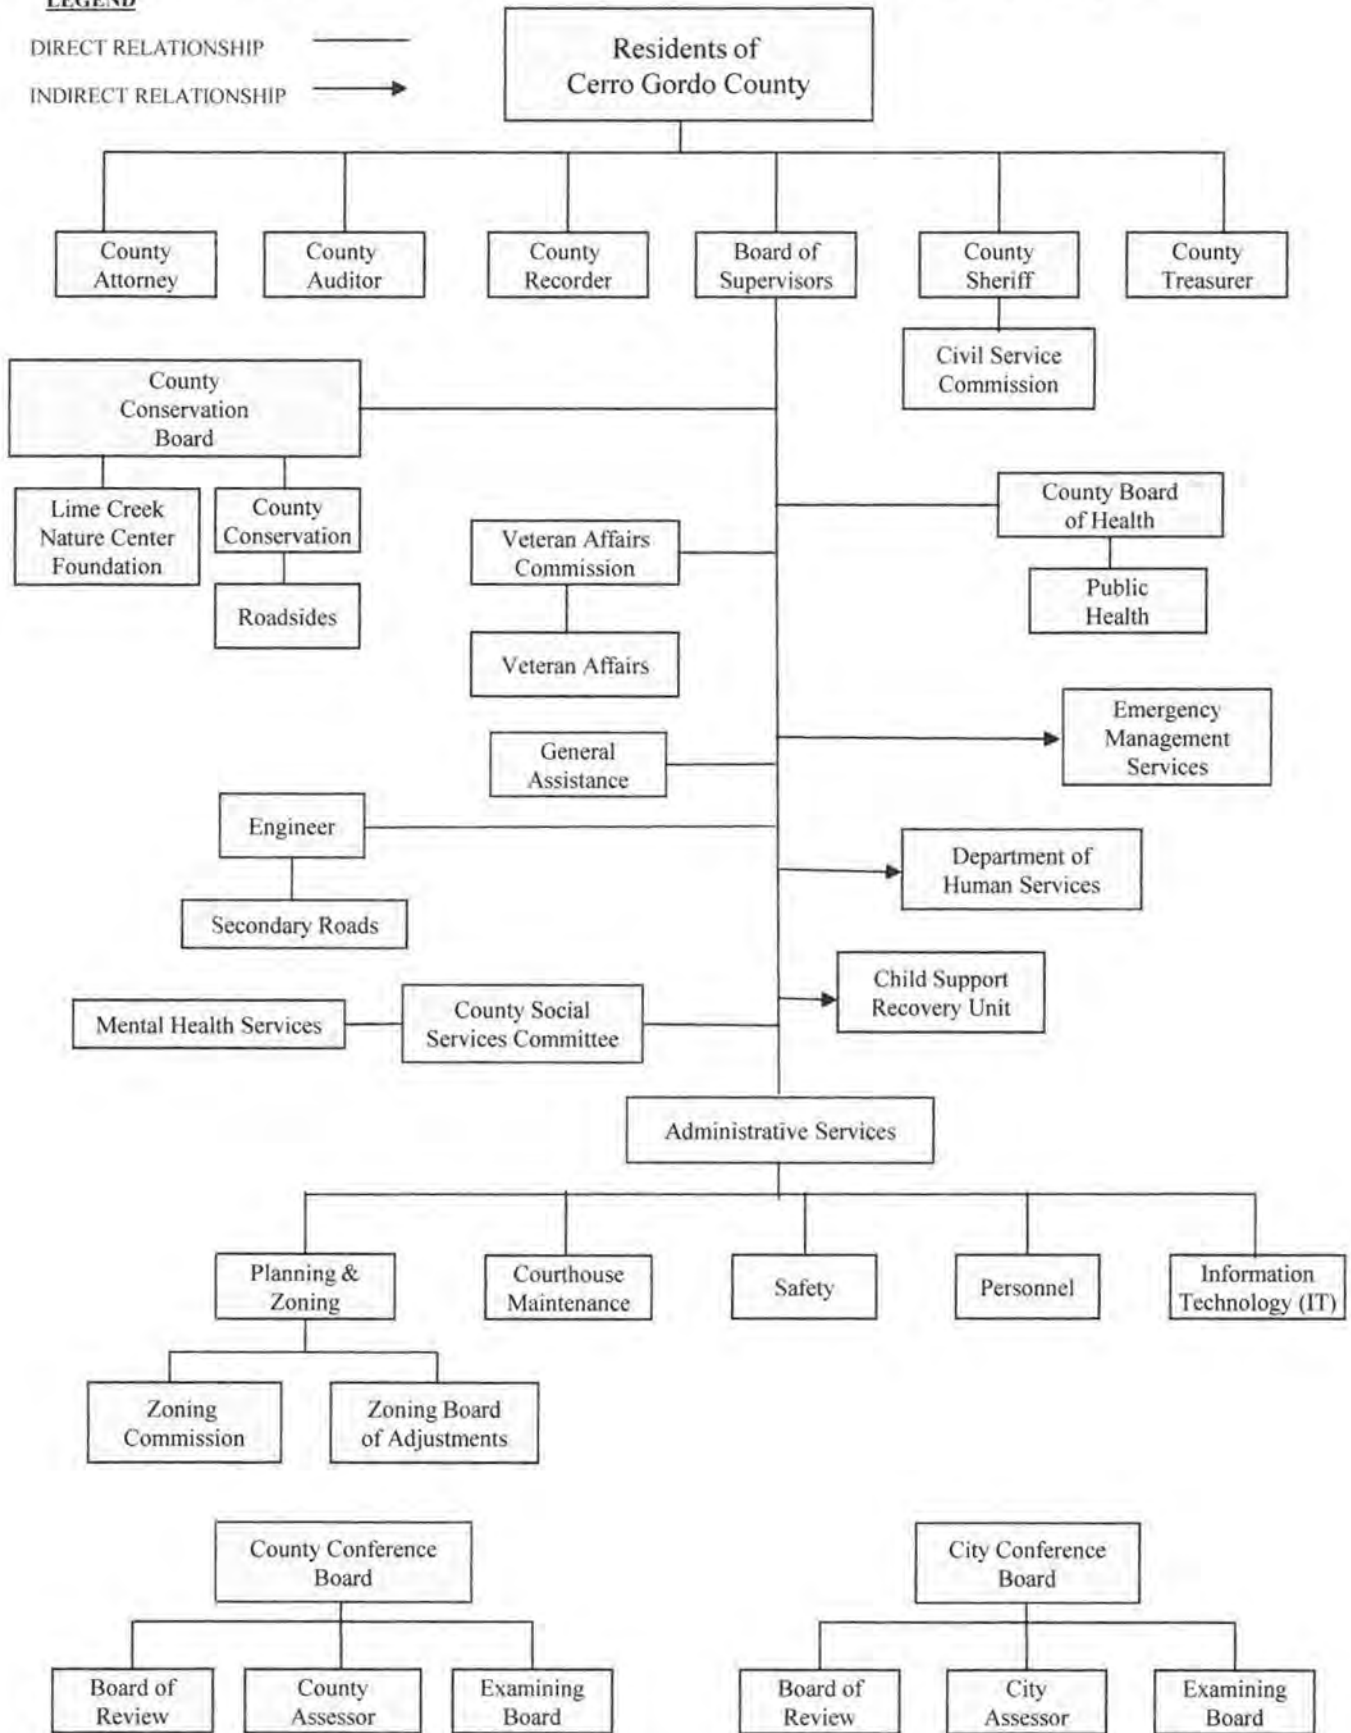 LEGEND
DIRECT RELATIONSHIP
INDIRECT RELATIONSHIP
Residents of
Cerro Gordo County
County
Attorney
County
Auditor
County
Recorder
Board of
Supervisors
County
Sheriff
County
Treasurer
Civil Service
Commission
County
Conservation
Board
Lime Creek
Nature Center
Foundation
County
Conservation
Roadsides
Veteran Affairs
Commission
Veteran Affairs
County Board
of Health
Public
Health
Emergency
Management
Services
General
Assistance
Engineer
Secondary Roads
Department of
Human Services
Child Support
Recovery Unit
Mental Health Services
County Social
Services Committee
Administrative Services
Planning &
Zoning
Courthouse
Maintenance
Safety
Personnel
Information
Technology (IT)
Zoning
Commission
Zoning Board
of Adjustments
County Conference
Board
Board of
Review
County
Assessor
Examining
Board
City Conference
Board
Board of
Review
City
Assessor
Examining
Board